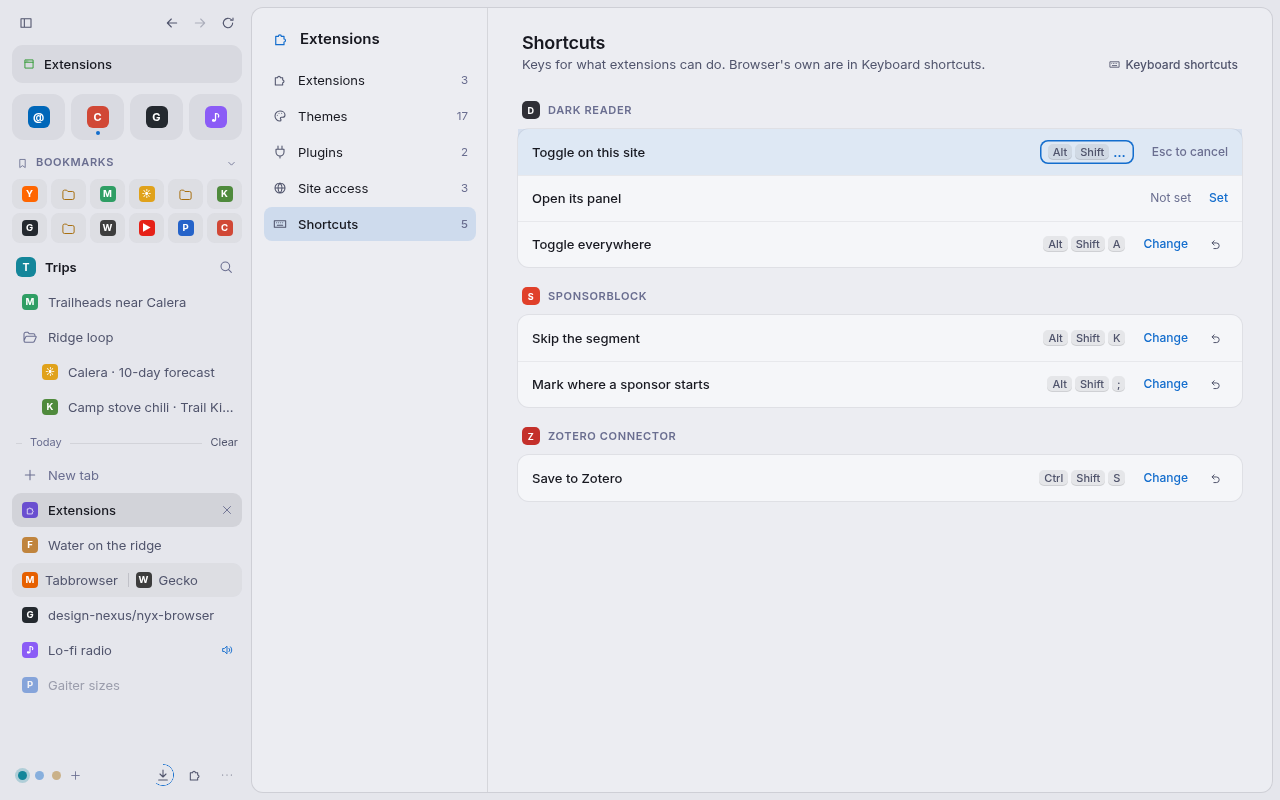 Extensions
@
C
G
BOOKMARKS
Y
M
K
G
W
P
C
T Trips
M Trailheads near Calera
Ridge loop
Calera · 10-day forecast
K Camp stove chili · Trail Ki...
Today
Clear
New tab
Extensions
F Water on the ridge
M Tabbrowser
W Gecko
G design-nexus/nyx-browser
Lo-fi radio
P Gaiter sizes
Extensions
Extensions 3
Themes 17
Plugins 2
Site access 3
Shortcuts 5
Shortcuts
Keys for what extensions can do. Browser's own are in Keyboard shortcuts.
Keyboard shortcuts
D DARK READER
Toggle on this site Alt Shift ... Esc to cancel
Open its panel Not set Set
Toggle everywhere Alt Shift A Change
S SPONSORBLOCK
Skip the segment Alt Shift K Change
Mark where a sponsor starts Alt Shift ; Change
Z ZOTERO CONNECTOR
Save to Zotero Ctrl Shift S Change